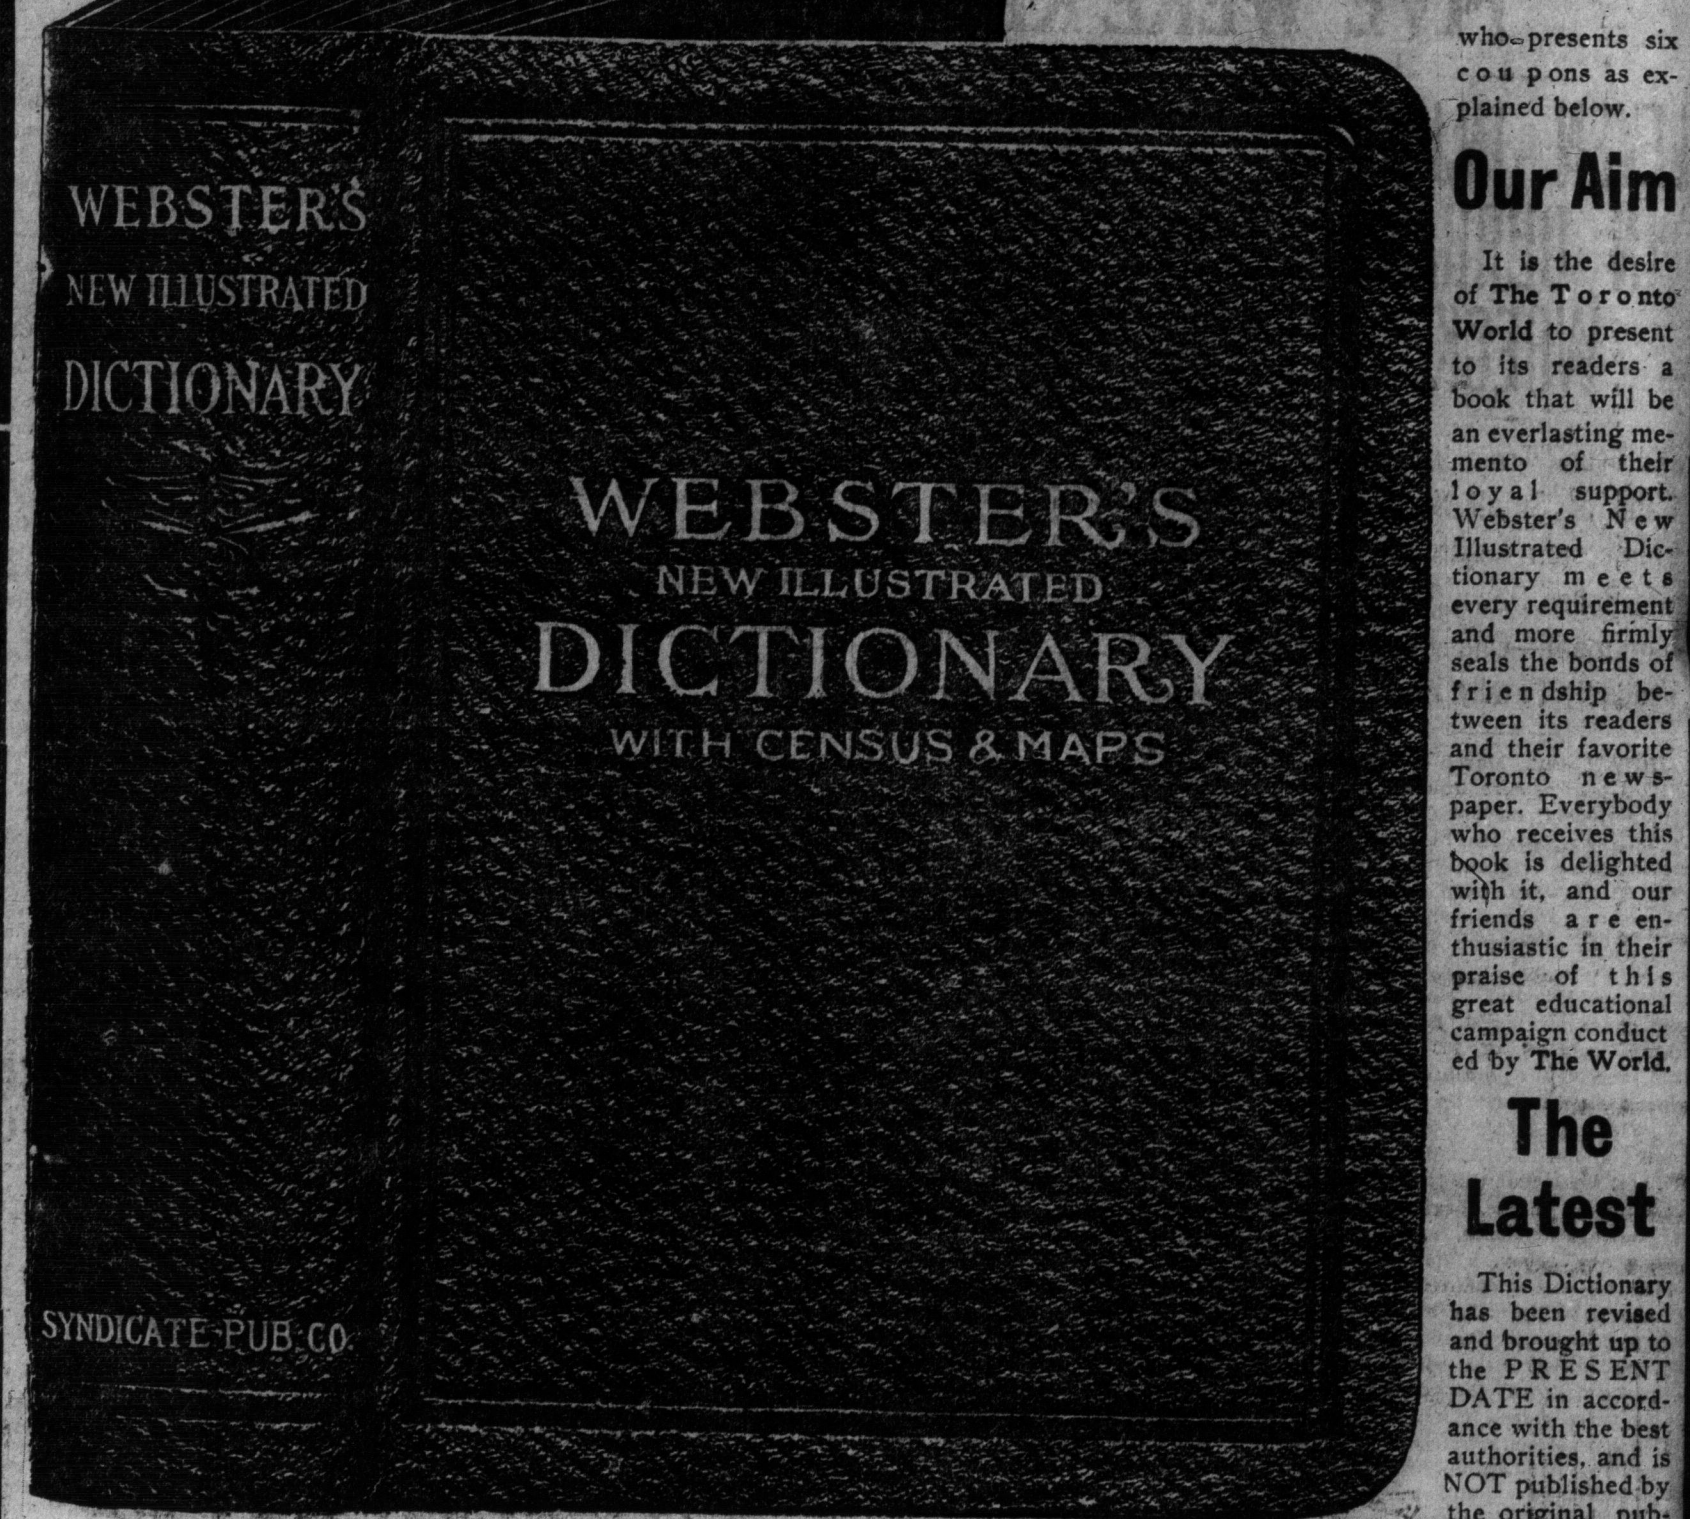 WEBSTER'S
NEW ILLUSTRATED
DICTIONARY
SYNDICATE PUB. CO.
WEBSTER'S
NEW ILLUSTRATED
DICTIONARY
WITH CENSUS & MAPS
who presents six
coupons as ex-
plained below.
Our Aim
It is the desire
of The Toronto
World to present
to its readers a
book that will be
an everlasting me-
mento of their
loyal support.
Webster's New
Illustrated Dic-
tionary meets
every requirement
and more firmly
seals the bonds of
friendship be-
tween its readers
and their favorite
Toronto news-
paper. Everybody
who receives this
book is delighted
with it, and our
friends are en-
thusiastic in their
praise of this
great educational
campaign conduct
ed by The World.
The
Latest
This Dictionary
has been revised
and brought up to
the PRESENT
DATE in accord-
ance with the best
authorities, and is
NOT published by
the original pub-